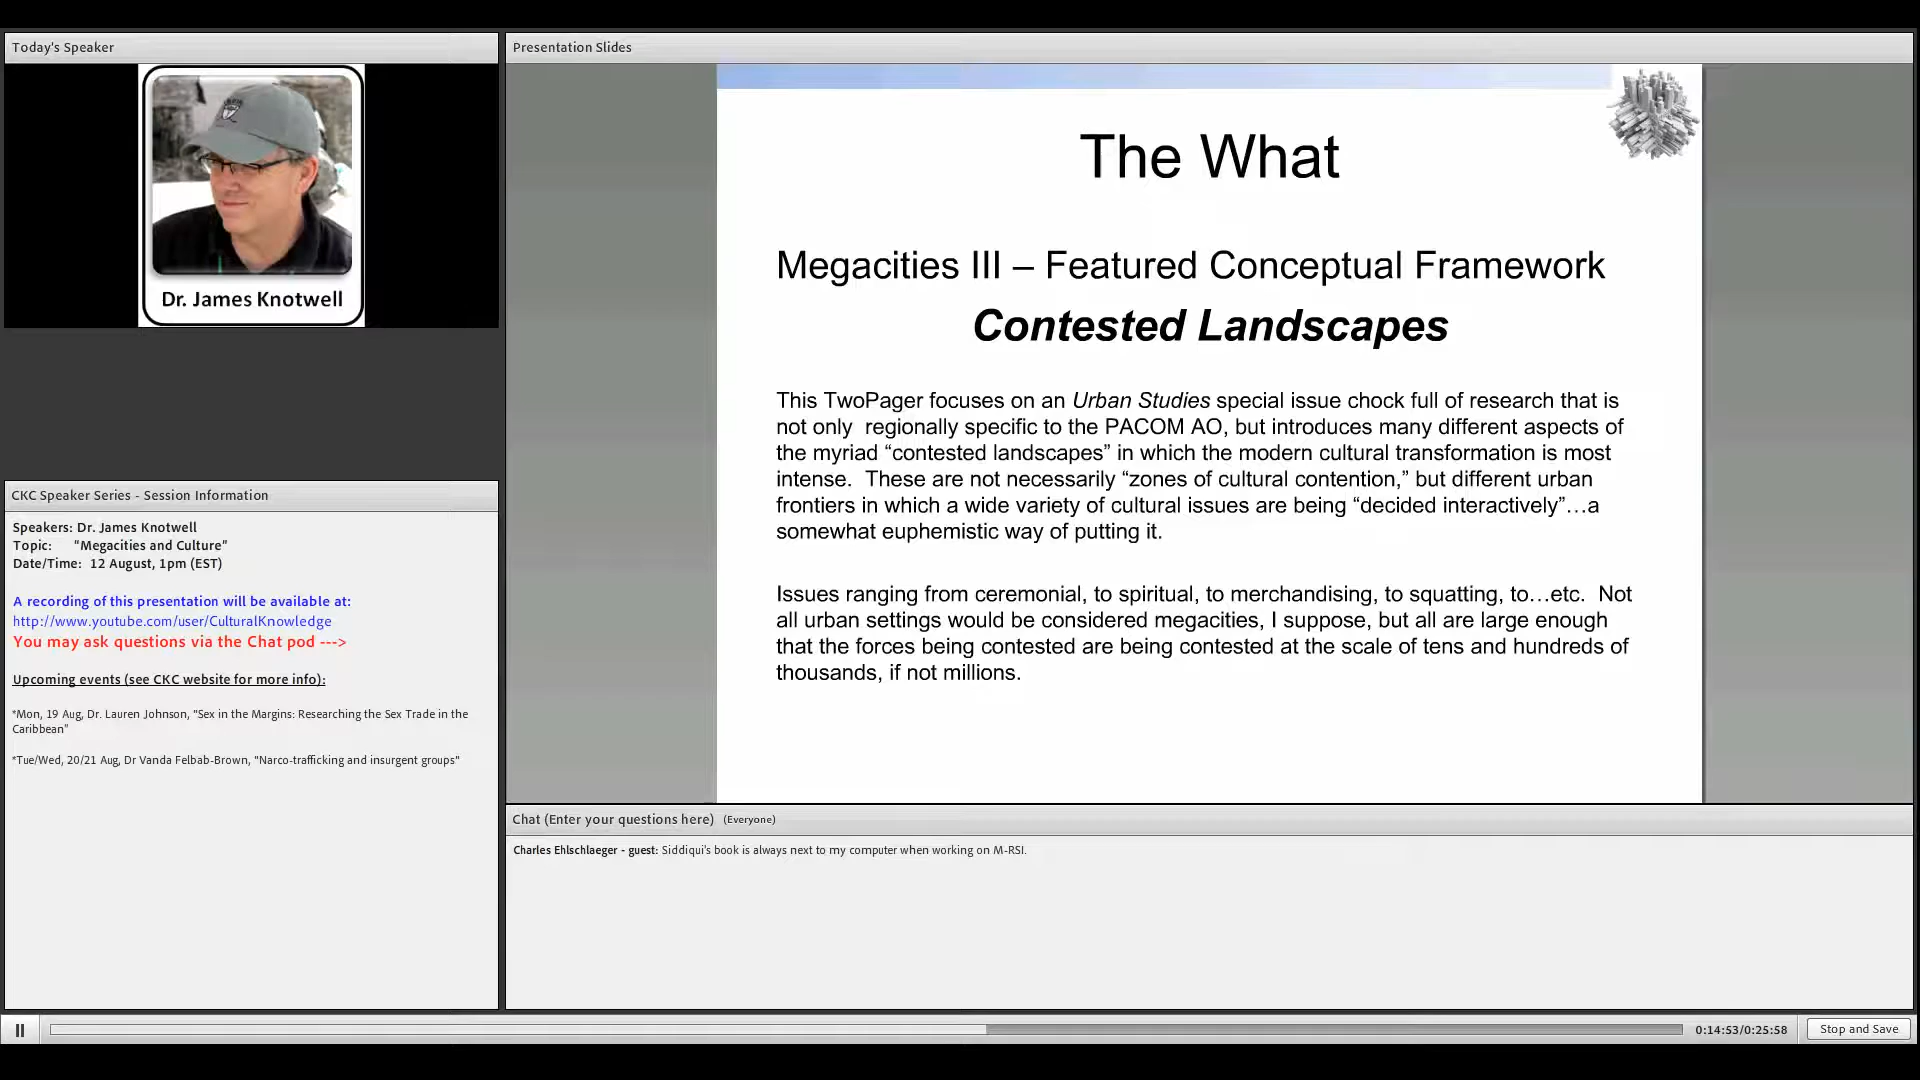 Today's Speaker
Dr. James Knotwell
CKC Speaker Series - Session Information
Speakers: Dr. James Knotwell
Topic: "Megacities and Culture"
Date/Time: 12 August, 1pm (EST)
A recording of this presentation will be available at:
http://www.youtube.com/user/CulturalKnowledge
You may ask questions via the Chat pod --->
Upcoming events (see CKC website for more info):
*Mon, 19 Aug, Dr. Lauren Johnson, "Sex in the Margins: Researching the Sex Trade in the
Caribbean"
*Tue/Wed, 20/21 Aug, Dr Vanda Felbab-Brown, "Narco-trafficking and insurgent groups"
Presentation Slides
The What
Megacities III – Featured Conceptual Framework
Contested Landscapes
This TwoPager focuses on an Urban Studies special issue chock full of research that is
not only  regionally specific to the PACOM AO, but introduces many different aspects of
the myriad “contested landscapes” in which the modern cultural transformation is most
intense.  These are not necessarily “zones of cultural contention,” but different urban
frontiers in which a wide variety of cultural issues are being “decided interactively”…a
somewhat euphemistic way of putting it.
Issues ranging from ceremonial, to spiritual, to merchandising, to squatting, to…etc.  Not
all urban settings would be considered megacities, I suppose, but all are large enough
that the forces being contested are being contested at the scale of tens and hundreds of
thousands, if not millions.
Chat (Enter your questions here) (Everyone)
Charles Ehlschlaeger - guest: Siddiqui's book is always next to my computer when working on M-RSI.
0:14:53/0:25:58
Stop and Save